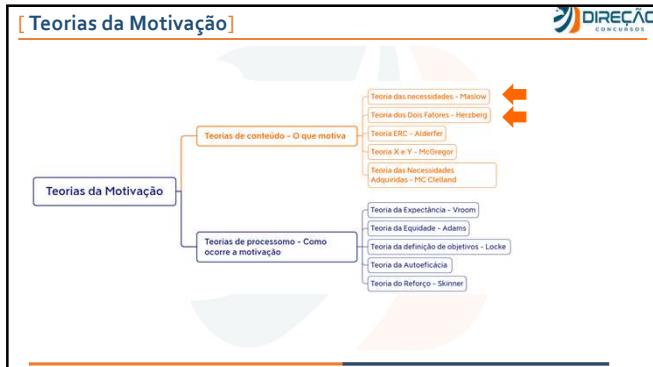 [ Teorias da Motivação]
DIREÇÃO
CONCURSOS
Teoria das necessidades - Maslow
Teoria dos Dois Fatores - Herzberg
Teorias de conteúdo - O que motiva
Teoria ERC - Alderfer
Teoria X e Y - McGregor
Teoria das Necessidades
Adquiridas - MC Clelland
Teorias da Motivação
Teoria da Expectância - Vroom
Teoria da Equidade - Adams
Teorias de processomo - Como
ocorre a motivação
Teoria da definição de objetivos - Locke
Teoria da Autoeficácia
Teoria do Reforço - Skinner